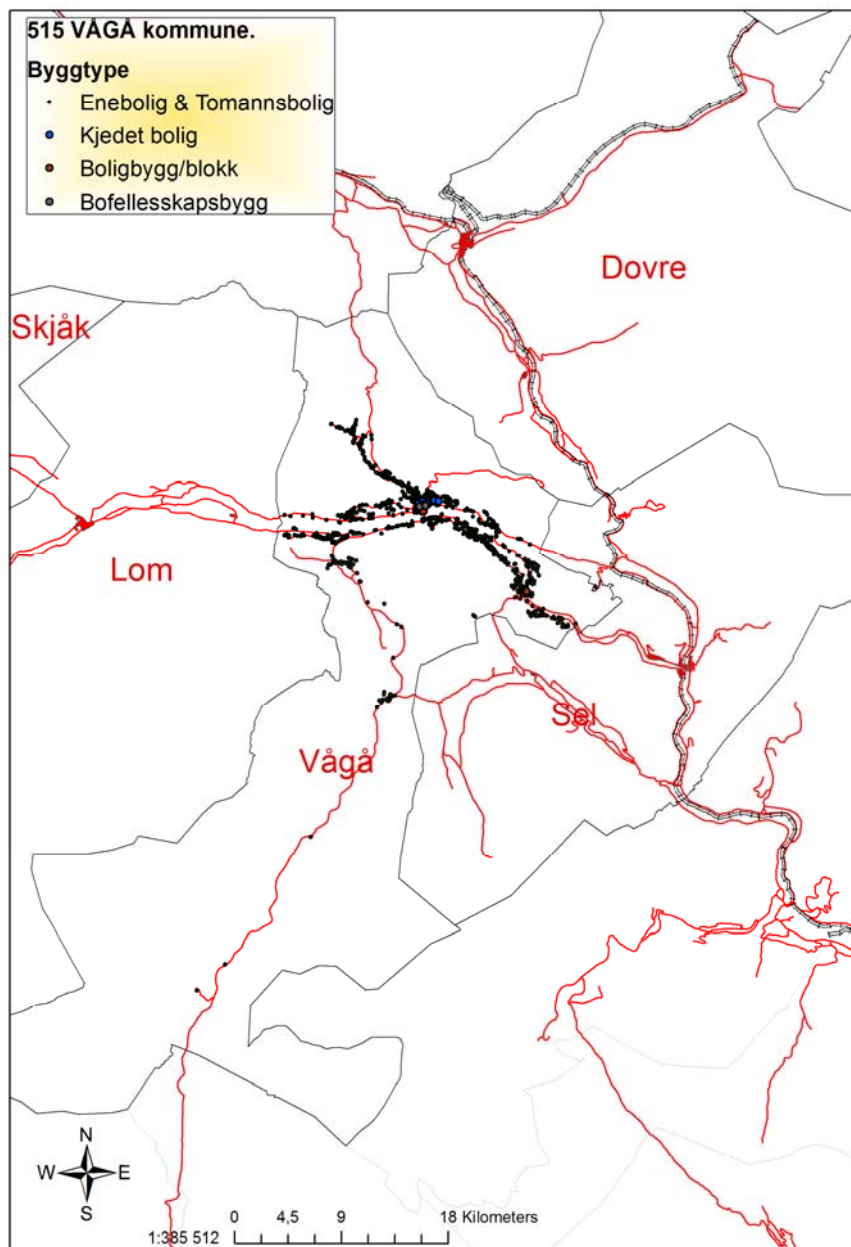 515 VÅGÅ kommune.
Byggtype
Enebolig & Tomannsbolig
Kjedet bolig
Boligbygg/blokk
Bofellesskapsbygg
Dovre
Skjåk
Lom
Sel
Vågå
N
W E
S
1:385 512
0 4,5 9 18 Kilometers